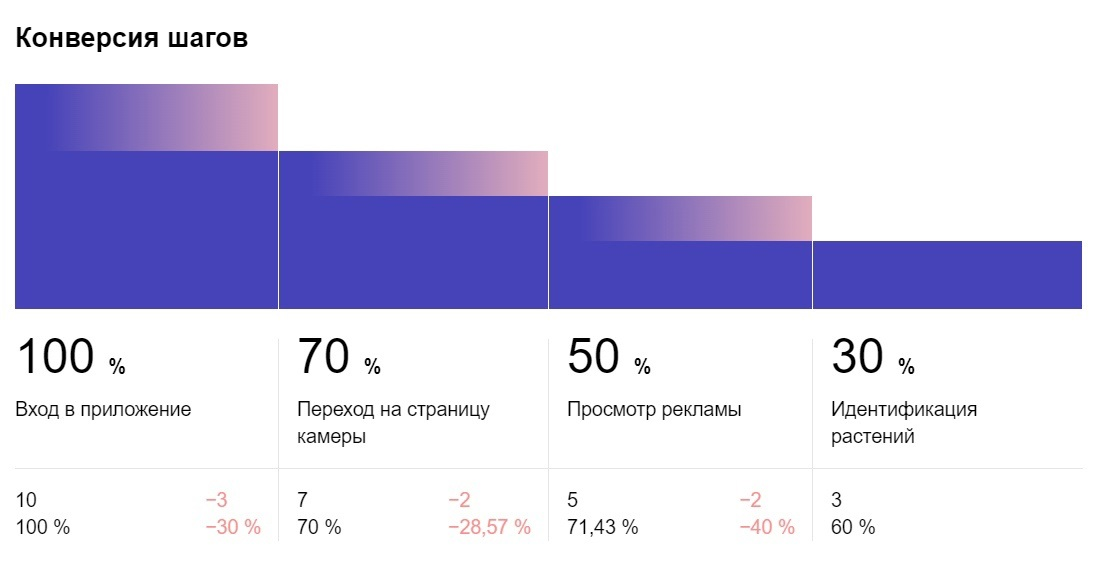 Конверсия шагов
100 % 70 % 50 % 30 %
Вход в приложение Переход на страницу Просмотр рекламы Идентификация
камеры растений
10 −3 7 −2 5 −2 3
100 % −30 % 70 % −28,57 % 71,43 % −40 % 60 %